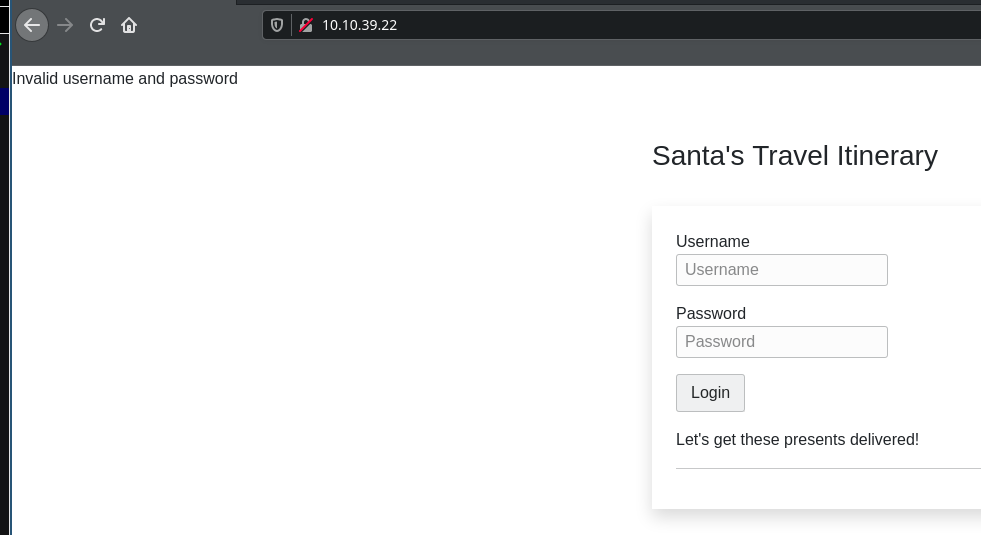 10.10.39.22
Invalid username and password
Santa's Travel Itinerary
Username
Username
Password
Password
Login
Let's get these presents delivered!